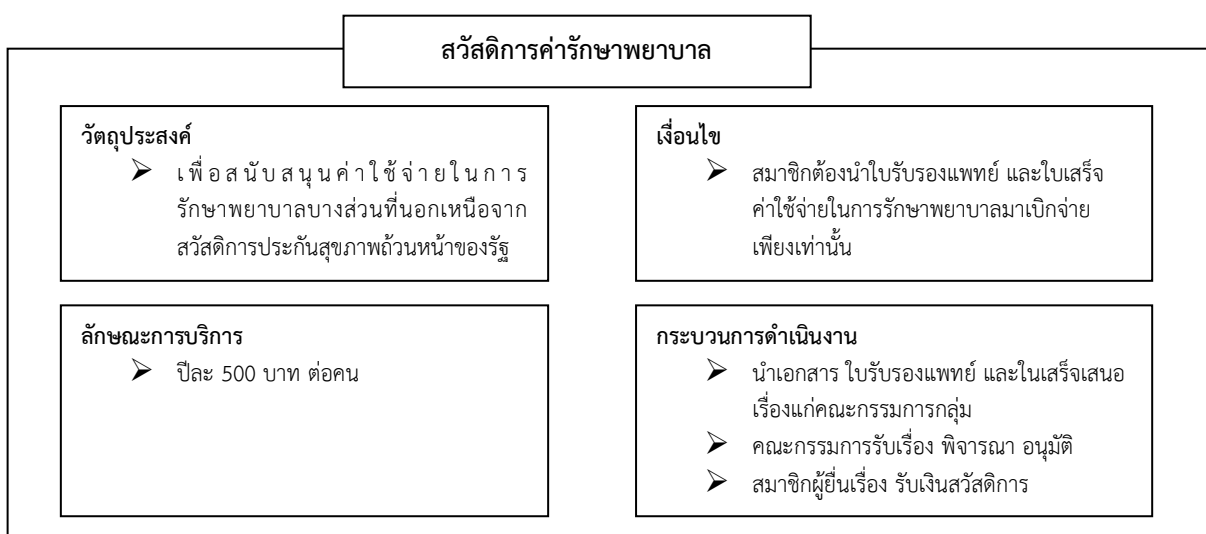 สวัสดิการค่ารักษาพยาบาล
วัตถุประสงค์
➢ เพื่อสนับสนุนค่าใช้จ่ายในการ
รักษาพยาบาลบางส่วนที่นอกเหนือจาก
สวัสดิการประกันสุขภาพถ้วนหน้าของรัฐ
เงื่อนไข
➢ สมาชิกต้องนำใบรับรองแพทย์ และใบเสร็จ
ค่าใช้จ่ายในการรักษาพยาบาลมาเบิกจ่าย
เพียงเท่านั้น
ลักษณะการบริการ
➢ ปีละ 500 บาท ต่อคน
กระบวนการดำเนินงาน
➢ นำเอกสาร ใบรับรองแพทย์ และในเสร็จเสนอ
เรื่องแก่คณะกรรมการกลุ่ม
➢ คณะกรรมการรับเรื่อง พิจารณา อนุมัติ
➢ สมาชิกผู้ยื่นเรื่อง รับเงินสวัสดิการ